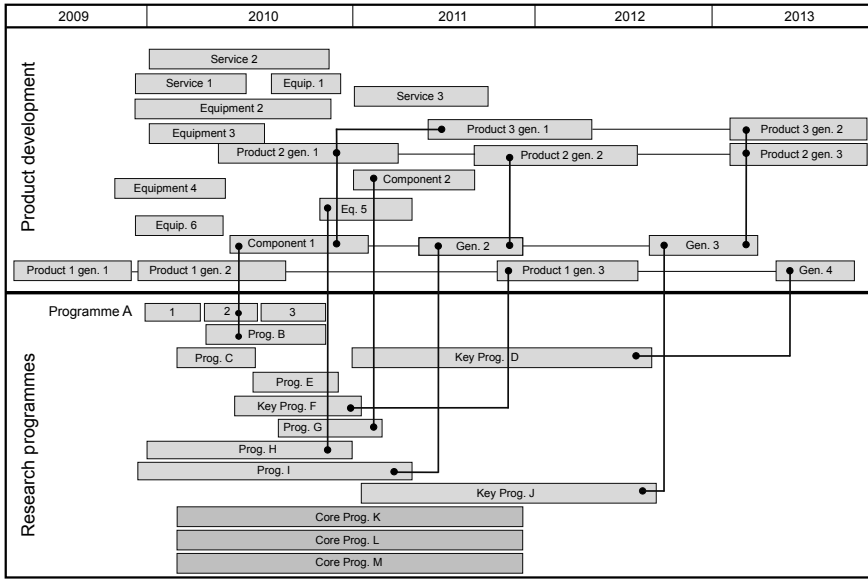 2009 2010 2011 2012 2013
Product development
Service 2
Service 1 Equip. 1
Service 3
Equipment 2
Equipment 3 Product 3 gen. 1 Product 3 gen. 2
Product 2 gen. 1 Product 2 gen. 2 Product 2 gen. 3
Equipment 4 Component 2
Eq. 5
Equip. 6
Component 1 Gen. 2 Gen. 3
Product 1 gen. 1 Product 1 gen. 2 Product 1 gen. 3 Gen. 4
Research programmes
Programme A 1 2 3
Prog. B
Prog. C Key Prog. D
Prog. E
Key Prog. F
Prog. G
Prog. H
Prog. I
Key Prog. J
Core Prog. K
Core Prog. L
Core Prog. M